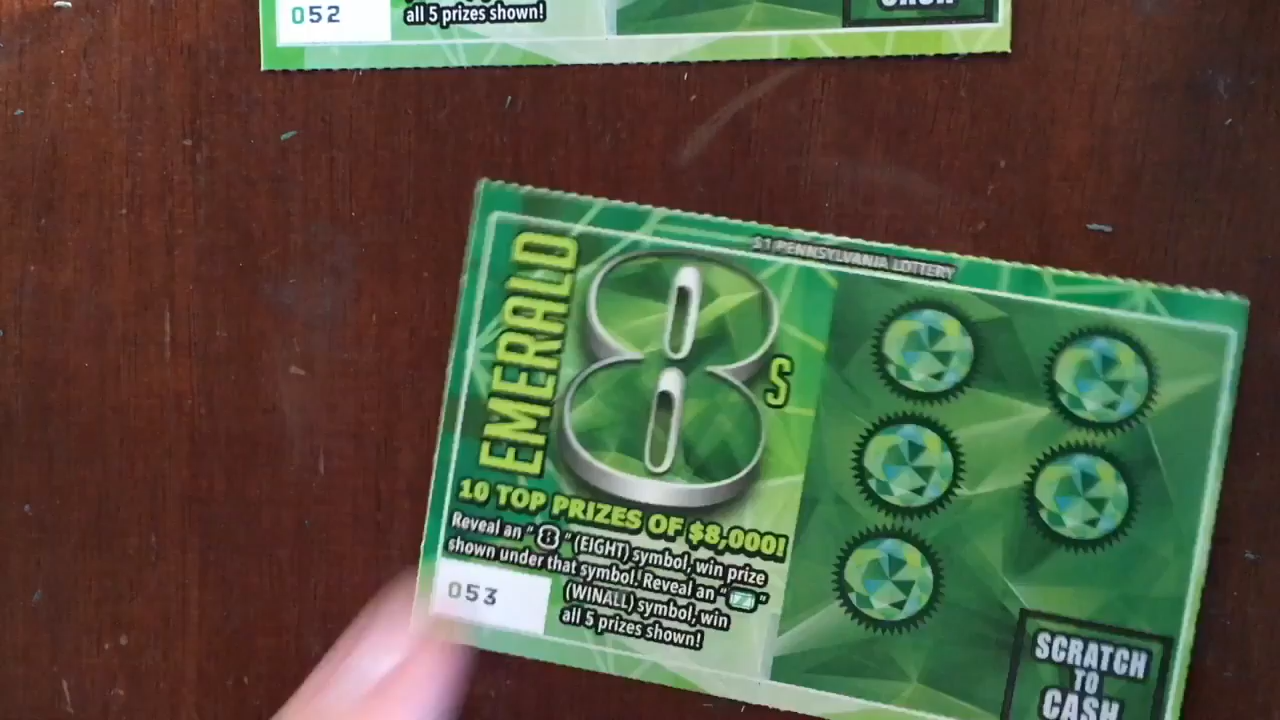 052
all 5 prizes shown!
CASH
$1 PENNSYLVANIA LOTTERY
EMERALD
8
S
10 TOP PRIZES OF $8,000!
Reveal an "8" (EIGHT) symbol, win prize
shown under that symbol. Reveal an " "
(WINALL) symbol, win
all 5 prizes shown!
053
SCRATCH
TO
CASH